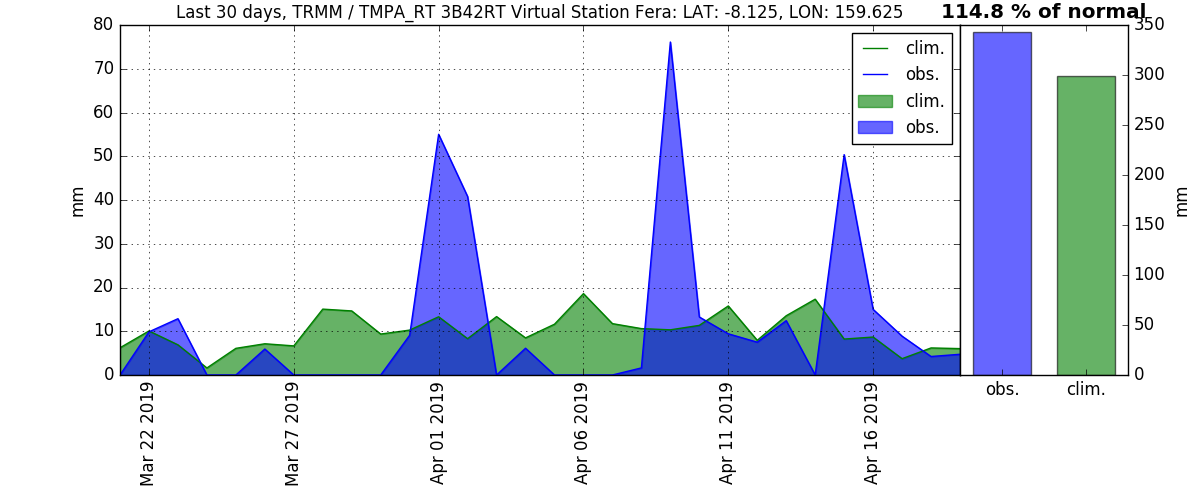 Last 30 days, TRMM / TMPA_RT 3B42RT Virtual Station Fera: LAT: -8.125, LON: 159.625
114.8 % of normal
80
70
60
50
40
30
20
10
0
mm
clim.
obs.
clim.
obs.
Mar 22 2019
Mar 27 2019
Apr 01 2019
Apr 06 2019
Apr 11 2019
Apr 16 2019
350
300
250
200
150
100
50
0
mm
obs.
clim.